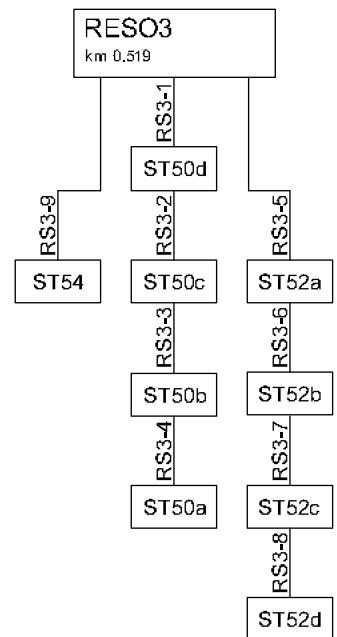 RESO3
km 0.519
RS3-1
ST50d
RS3-9
RS3-2
RS3-5
ST54
ST50c
ST52a
RS3-3
RS3-6
ST50b
ST52b
RS3-4
RS3-7
ST50a
ST52c
RS3-8
ST52d